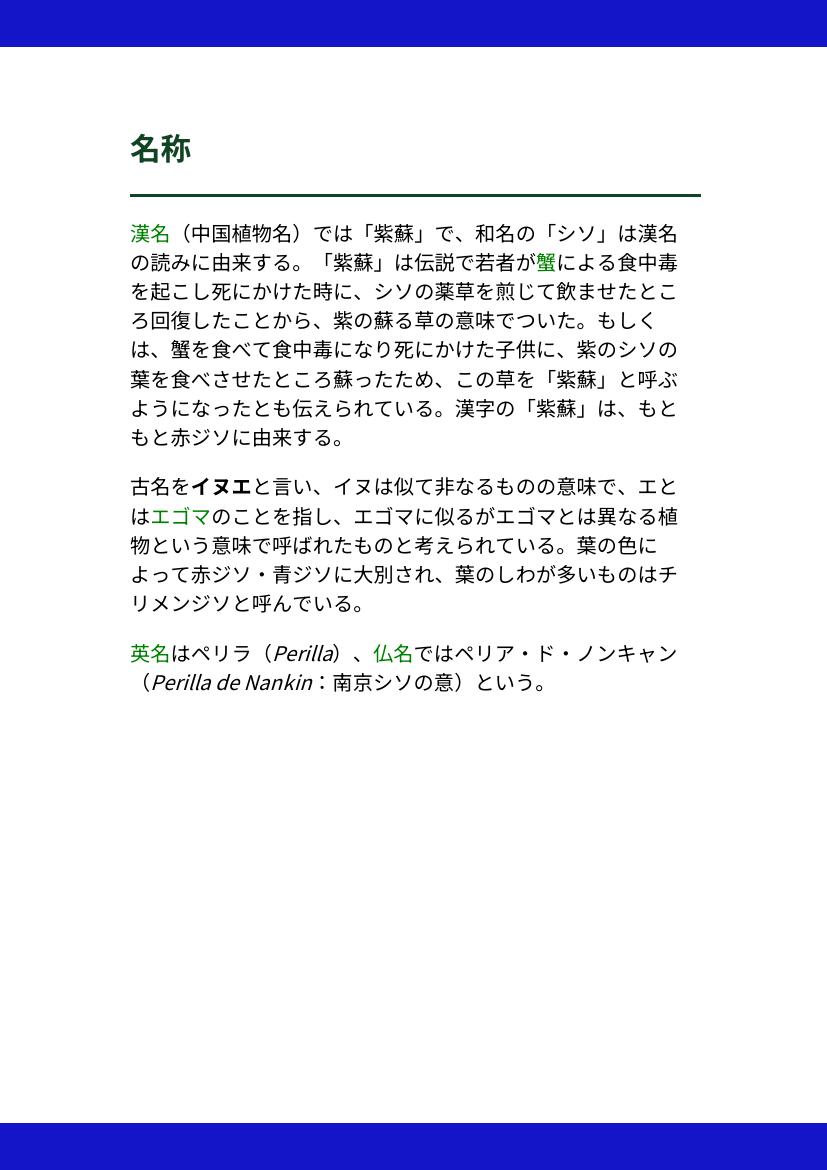 名称
漢名（中国植物名）では「紫蘇」で、和名の「シソ」は漢名
の読みに由来する。「紫蘇」は伝説で若者が蟹による食中毒
を起こし死にかけた時に、シソの薬草を煎じて飲ませたとこ
ろ回復したことから、紫の蘇る草の意味でついた。もしく
は、蟹を食べて食中毒になり死にかけた子供に、紫のシソの
葉を食べさせたところ蘇ったため、この草を「紫蘇」と呼ぶ
ようになったとも伝えられている。漢字の「紫蘇」は、もと
もと赤ジソに由来する。
古名をイヌエと言い、イヌは似て非なるものの意味で、エと
はエゴマのことを指し、エゴマに似るがエゴマとは異なる植
物という意味で呼ばれたものと考えられている。葉の色に
よって赤ジソ・青ジソに大別され、葉のしわが多いものはチ
リメンジソと呼んでいる。
英名はペリラ（Perilla）、仏名ではペリア・ド・ノンキャン
（Perilla de Nankin：南京シソの意）という。